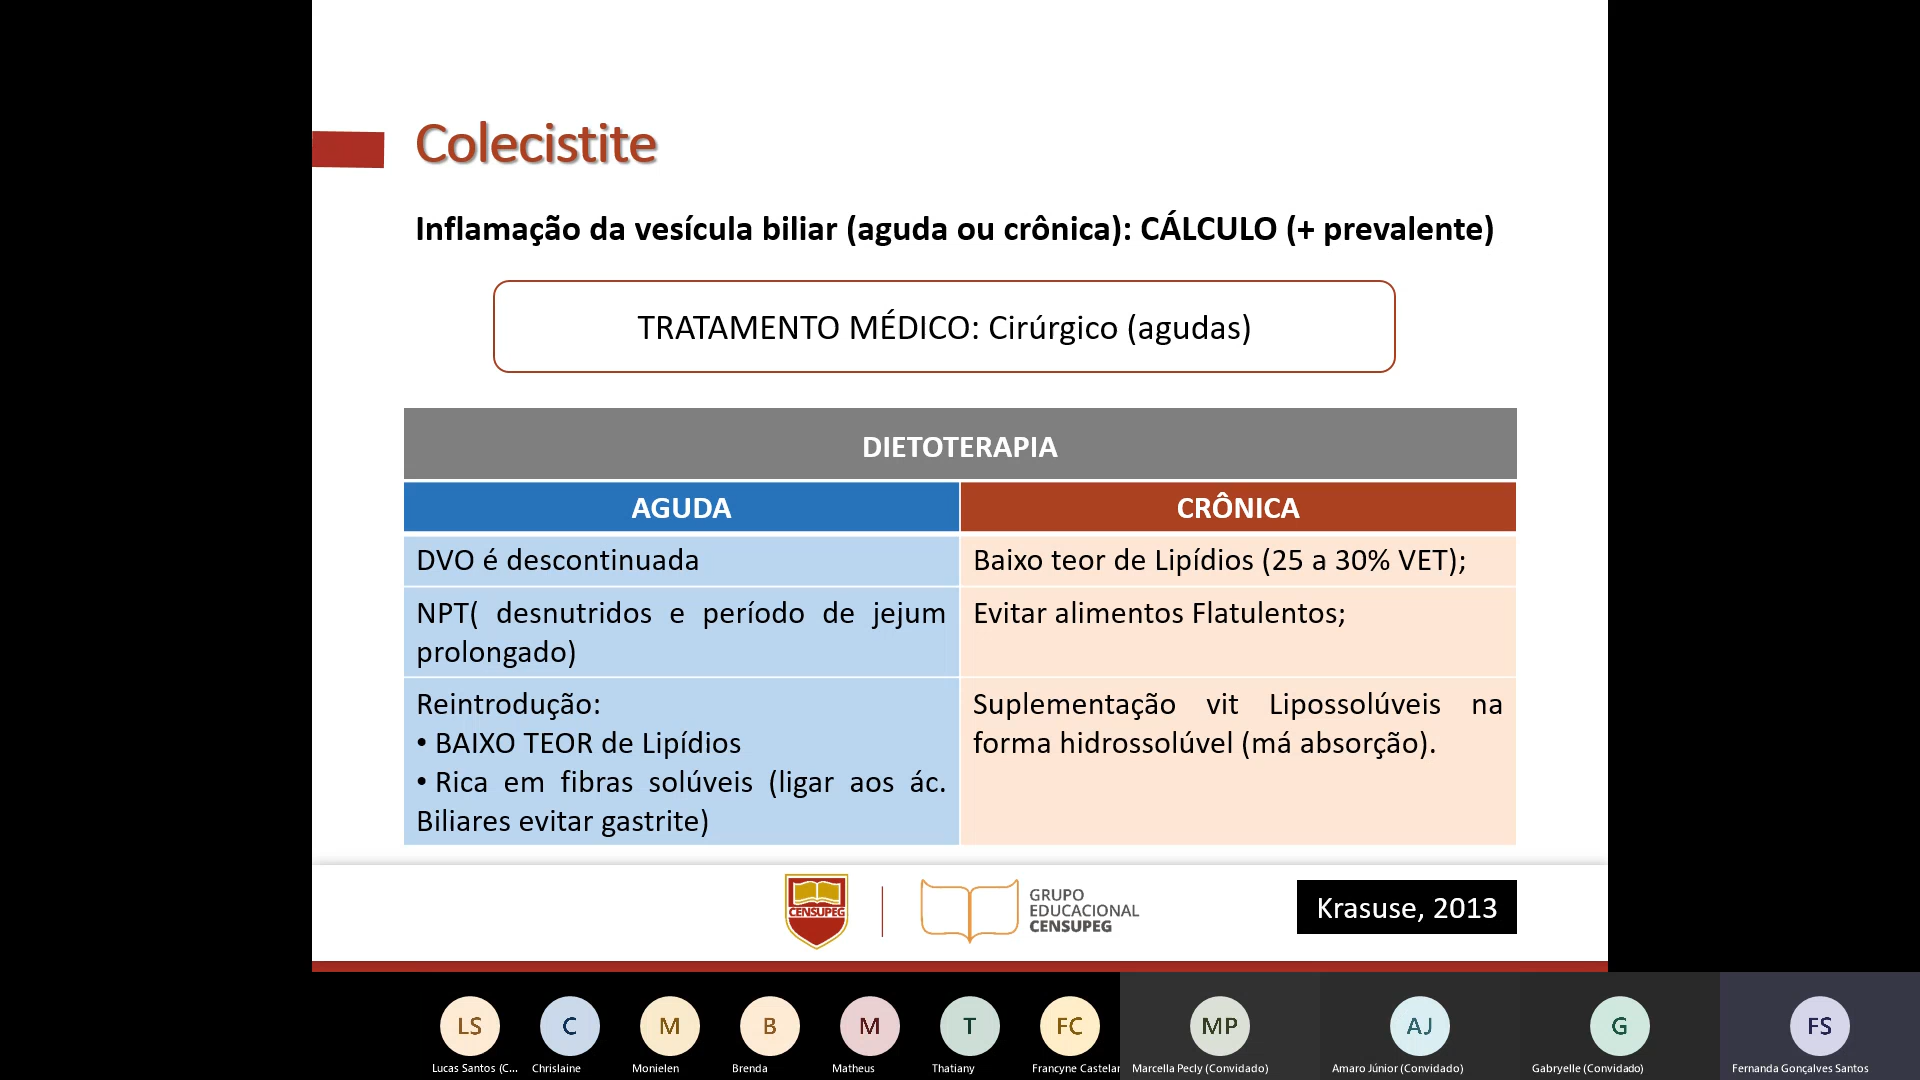 Colecistite
Inflamação da vesícula biliar (aguda ou crônica): CÁLCULO (+ prevalente)
TRATAMENTO MÉDICO: Cirúrgico (agudas)
DIETOTERAPIA
AGUDA
CRÔNICA
DVO é descontinuada
Baixo teor de Lipídios (25 a 30% VET);
NPT( desnutridos e período de jejum
prolongado)
Evitar alimentos Flatulentos;
Reintrodução:
• BAIXO TEOR de Lipídios
• Rica em fibras solúveis (ligar aos ác.
Biliares evitar gastrite)
Suplementação vit Lipossolúveis na
forma hidrossolúvel (má absorção).
CENSUPEG
GRUPO
EDUCACIONAL
CENSUPEG
Krasuse, 2013
LS
C
M
B
M
T
FC
MP
AJ
G
FS
Lucas Santos (C...
Chrislaine
Monielen
Brenda
Matheus
Thatiany
Francyne Castelar
Marcella Pecly (Convidado)
Amaro Júnior (Convidado)
Gabryelle (Convidado)
Fernanda Gonçalves Santos